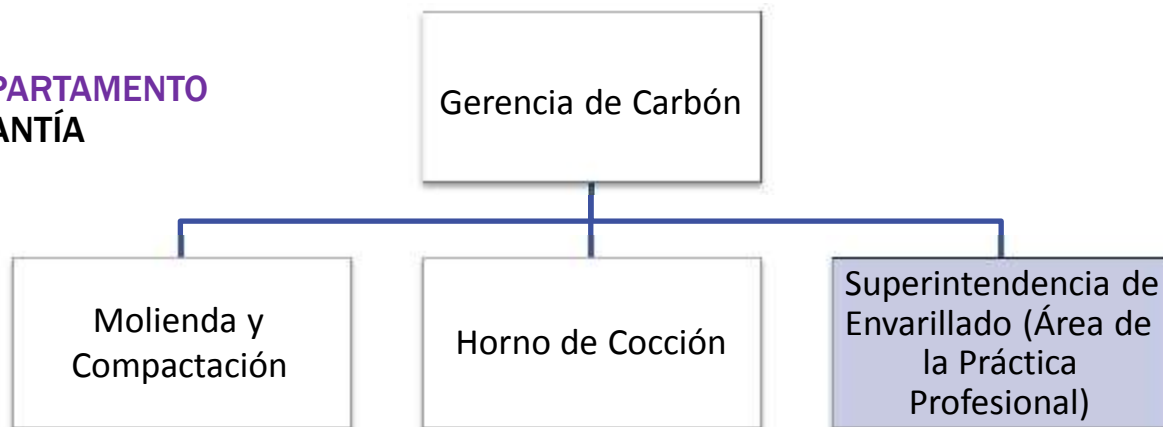 PARTAMENTO
ANTÍA
Gerencia de Carbón
Molienda y
Compactación
Horno de Cocción
Superintendencia de
Envarillado (Área de
la Práctica
Profesional)